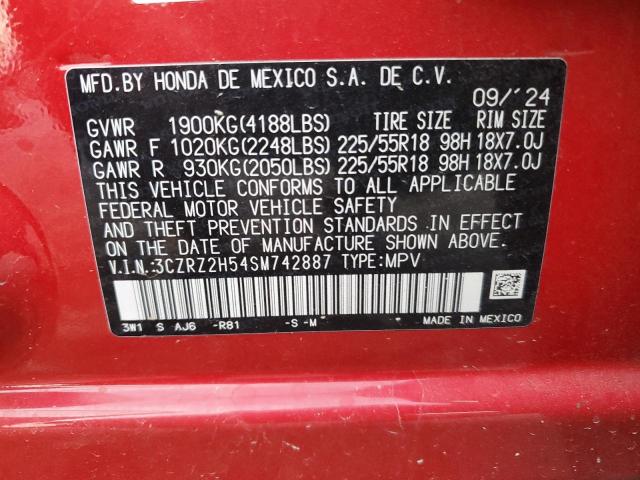 MFD.BY HONDA DE MEXICO S.A. DE C.V.
09/'24
GVWR 1900KG(4188LBS) TIRE SIZE RIM SIZE
GAWR F 1020KG(2248LBS) 225/55R18 98H 18X7.0J
GAWR R 930KG(2050LBS) 225/55R18 98H 18X7.0J
THIS VEHICLE CONFORMS TO ALL APPLICABLE
FEDERAL MOTOR VEHICLE SAFETY
AND THEFT PREVENTION STANDARDS IN EFFECT ON
THE DATE OF MANUFACTURE SHOWN ABOVE.
V.I.N.:3CZRZ2H54SM742887 TYPE:MPV
3W1 S AJ6 -R81 -S -M MADE IN MEXICO